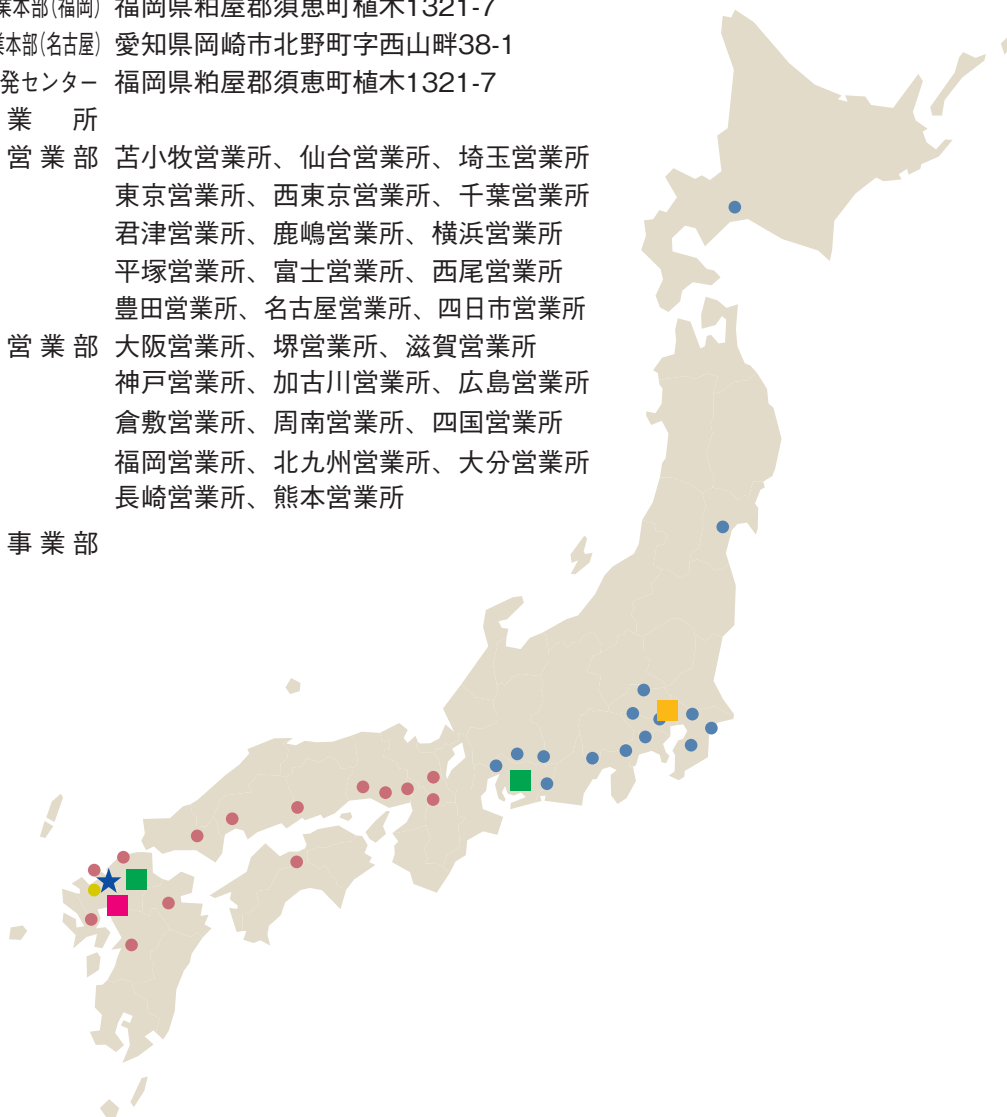 業本部(福岡) 福岡県粕屋郡須恵町植木1321-7
業本部(名古屋) 愛知県岡崎市北野町字西山畔38-1
発センター 福岡県粕屋郡須恵町植木1321-7
業 所
営業部 苫小牧営業所、仙台営業所、埼玉営業所
東京営業所、西東京営業所、千葉営業所
君津営業所、鹿嶋営業所、横浜営業所
平塚営業所、富士営業所、西尾営業所
豊田営業所、名古屋営業所、四日市営業所
営業部 大阪営業所、堺営業所、滋賀営業所
神戸営業所、加古川営業所、広島営業所
倉敷営業所、周南営業所、四国営業所
福岡営業所、北九州営業所、大分営業所
長崎営業所、熊本営業所
事業部